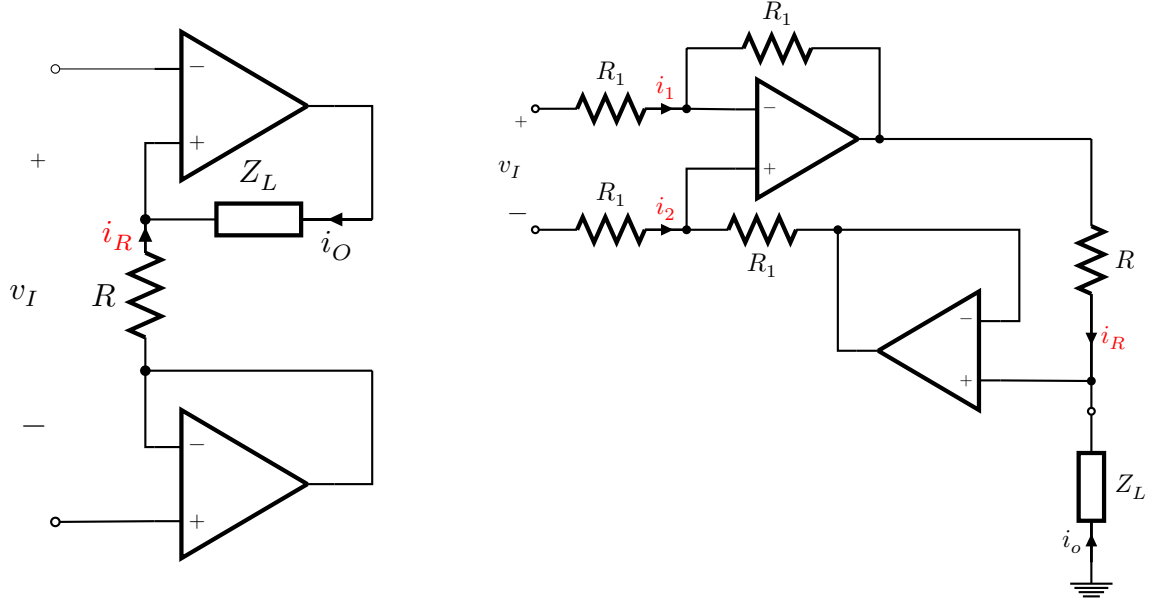 R_1
R_1
i_1
−
+
−
+
+
v_I
−
+
Z_L
R_1
i_2
R_1
i_R
i_O
v_I
R
R
−
i_R
+
−
−
+
Z_L
i_o